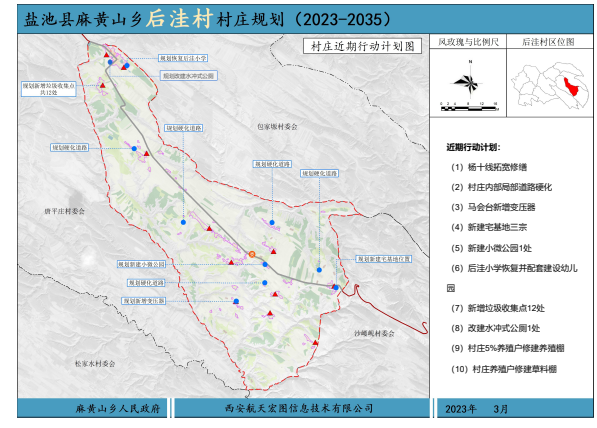 盐池县麻黄山乡后洼村村庄规划（2023-2035）
村庄近期行动计划图
风玫瑰与比例尺
后洼村区位图
N
0 2 4 8 12 16
规划恢复后洼小学
规划改建水冲式公厕
规划新增垃圾收集点
共12处
规划硬化道路
包家塬村委会
规划硬化道路
规划硬化道路
规划硬化道路
唐平庄村委会
规划新建宅基地位置
规划新建小微公园
规划硬化道路
规划新增变压器
沙崾岘村委会
松家水村委会
近期行动计划：
（1）杨十线拓宽修缮
（2）村庄内部局部道路硬化
（3）马会台新增变压器
（4）新建宅基地三宗
（5）新建小微公园1处
（6）后洼小学恢复并配套建设幼儿
园
（7）新增垃圾收集点12处
（8）改建水冲式公厕1处
（9）村庄5%养殖户修建养殖棚
（10）村庄养殖户修建草料棚
麻黄山乡人民政府
西安航天宏图信息技术有限公司
2023年 3月